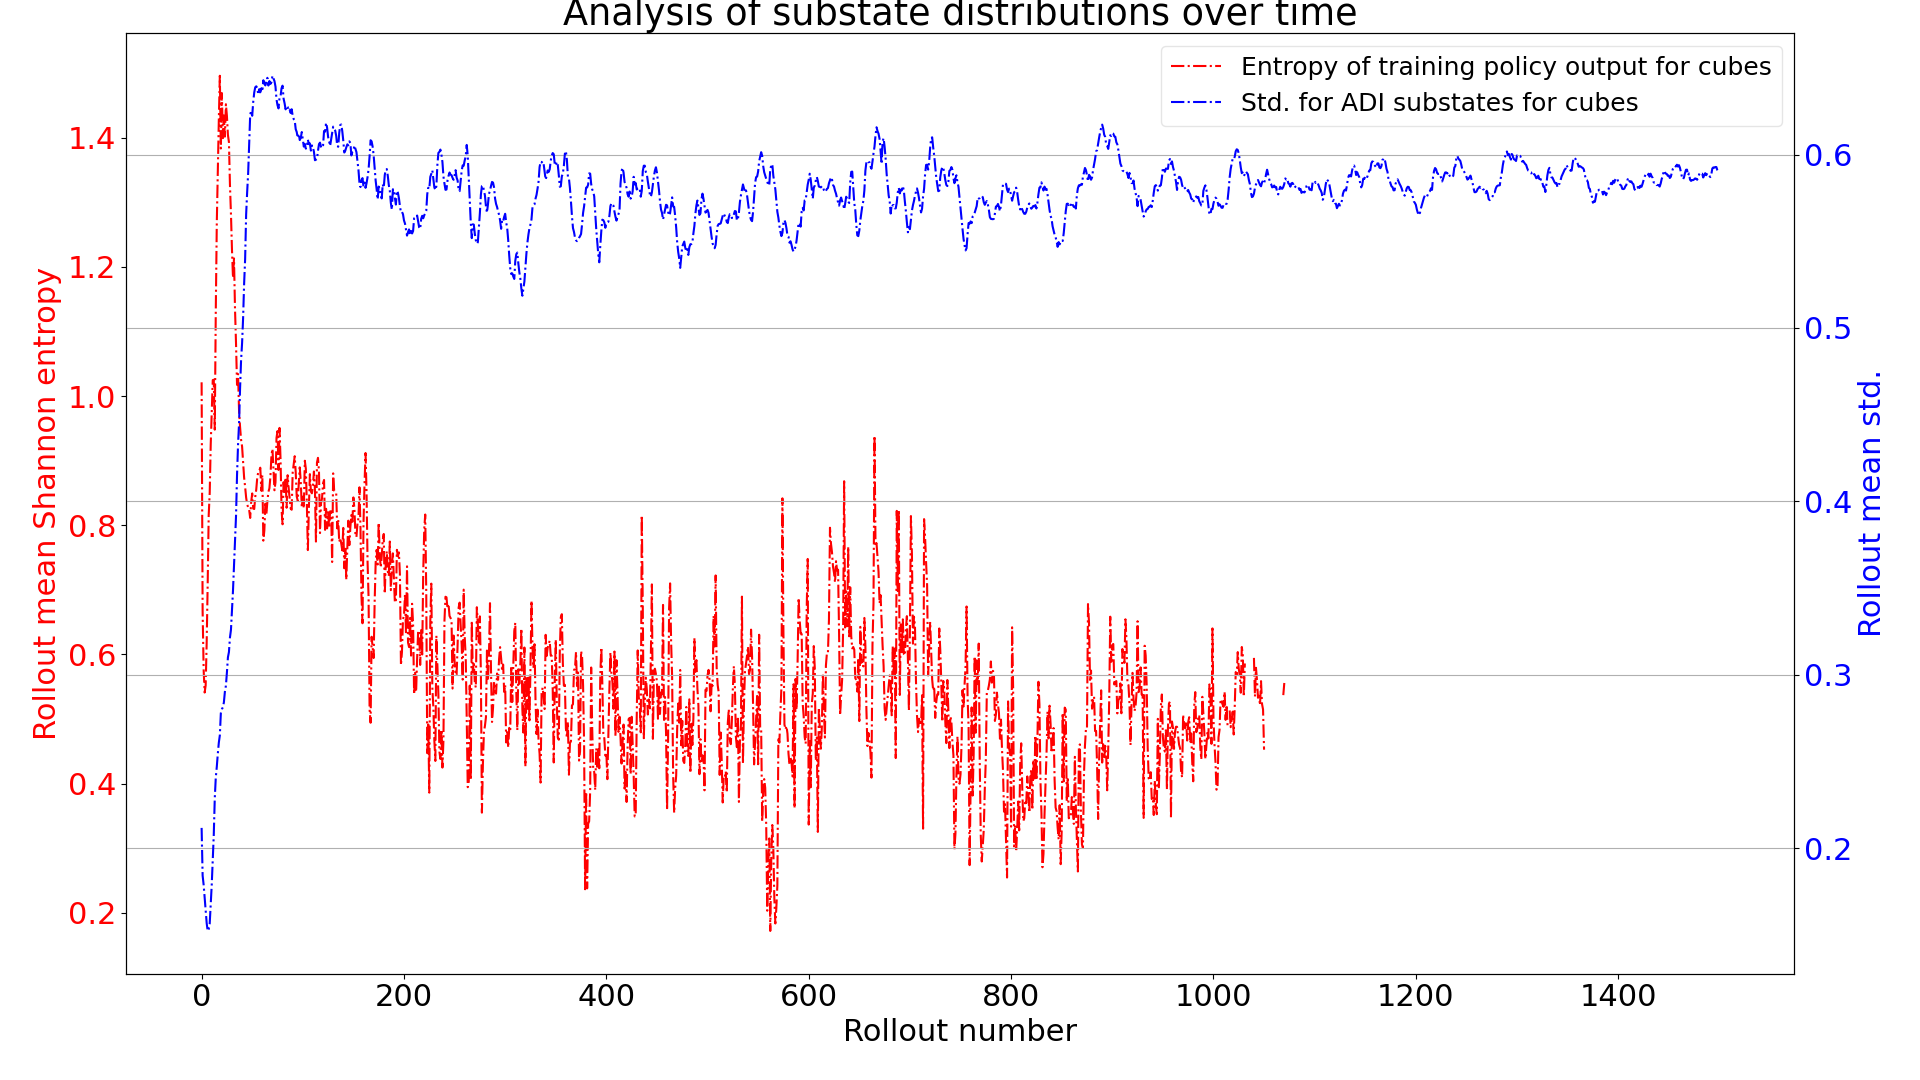 Analysis of substate distributions over time
Entropy of training policy output for cubes
Std. for ADI substates for cubes
Rollout mean Shannon entropy
1.4
1.2
1.0
0.8
0.6
0.4
0.2
0.6
0.5
0.4
0.3
0.2
Rollout mean std.
0 200 400 600 800 1000 1200 1400
Rollout number